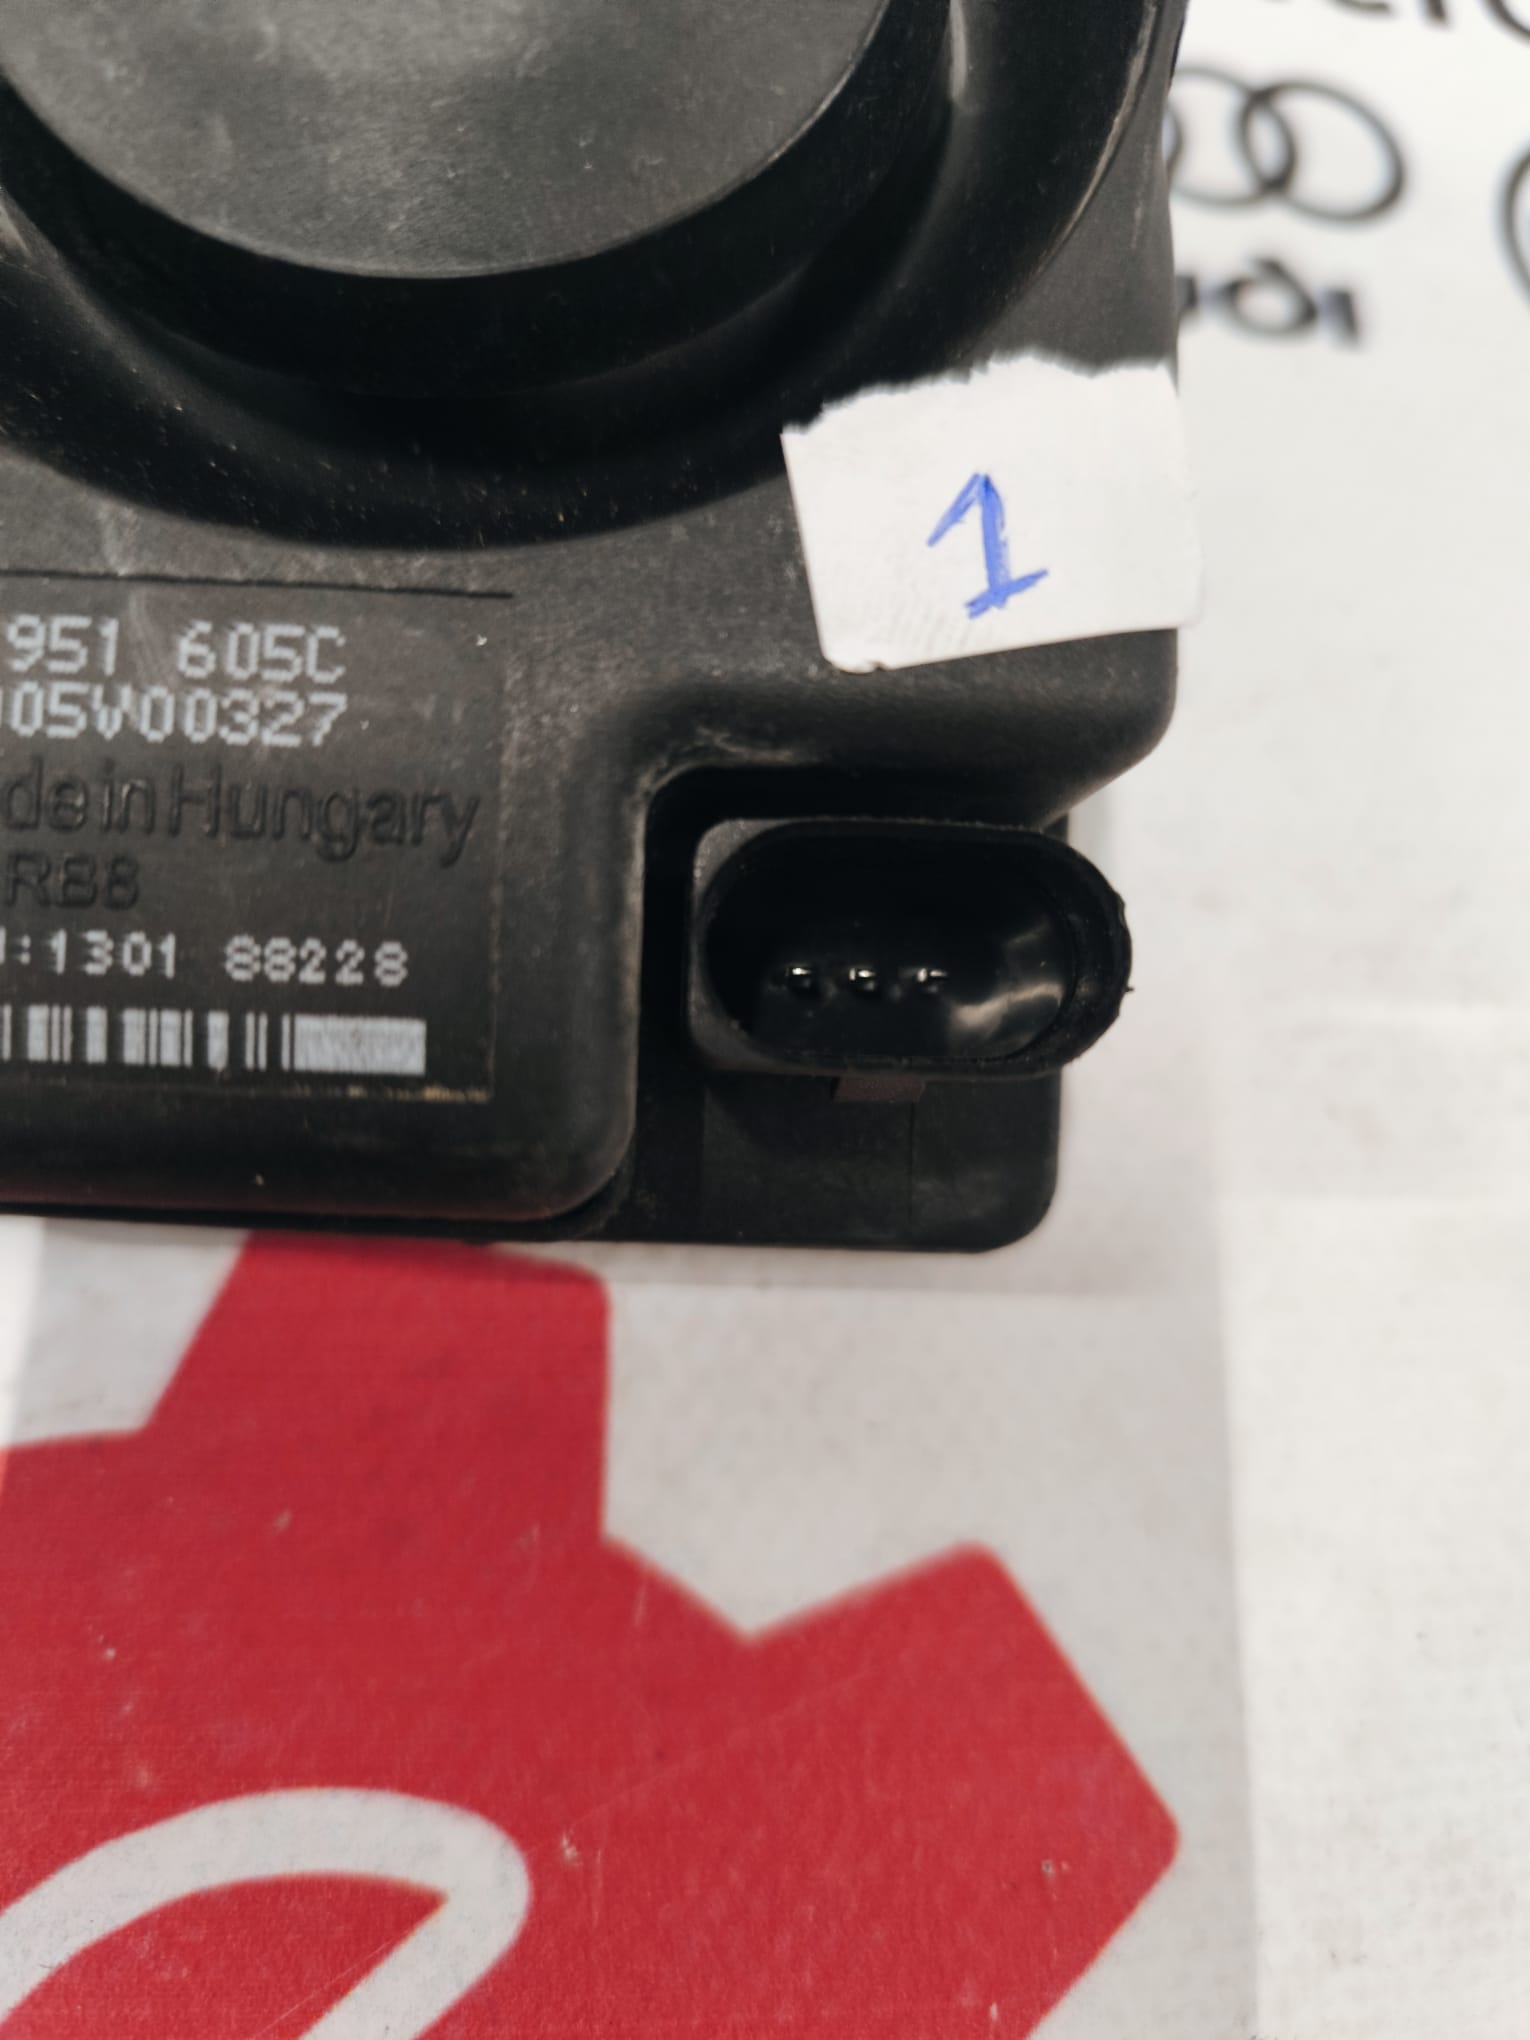 1
951 605C
05V00327
de in Hungary
RB8
:1301 88228